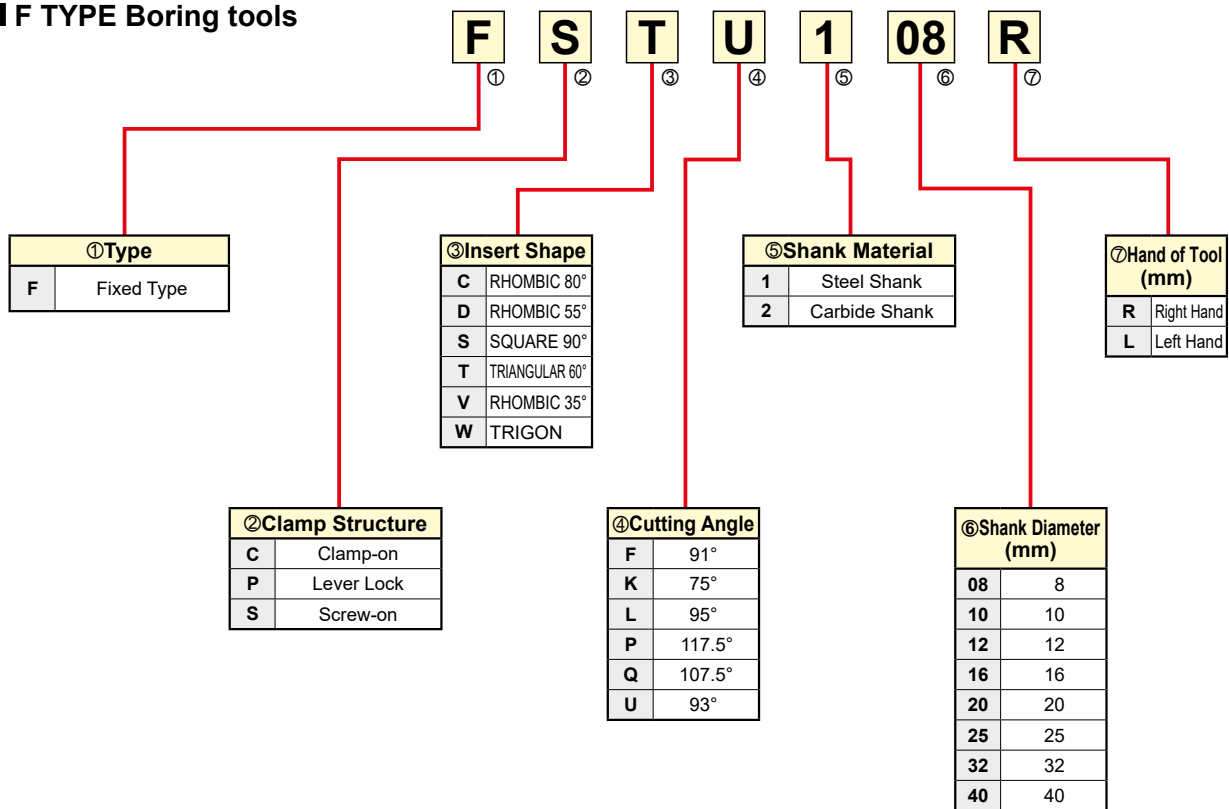 F TYPE Boring tools
F S T U 1 08 R
① ② ③ ④ ⑤ ⑥ ⑦
①Type
F Fixed Type
③Insert Shape
C RHOMBIC 80°
D RHOMBIC 55°
S SQUARE 90°
T TRIANGULAR 60°
V RHOMBIC 35°
W TRIGON
⑤Shank Material
1 Steel Shank
2 Carbide Shank
⑦Hand of Tool
(mm)
R Right Hand
L Left Hand
②Clamp Structure
C Clamp-on
P Lever Lock
S Screw-on
④Cutting Angle
F 91°
K 75°
L 95°
P 117.5°
Q 107.5°
U 93°
⑥Shank Diameter
(mm)
08 8
10 10
12 12
16 16
20 20
25 25
32 32
40 40